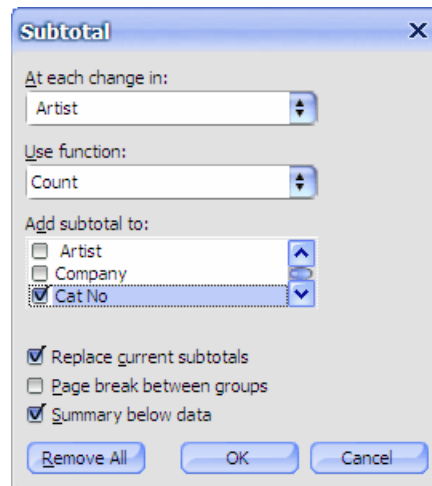 Subtotal
At each change in:
Artist
Use function:
Count
Add subtotal to:
Artist
Company
Cat No
Replace current subtotals
Page break between groups
Summary below data
Remove All OK Cancel